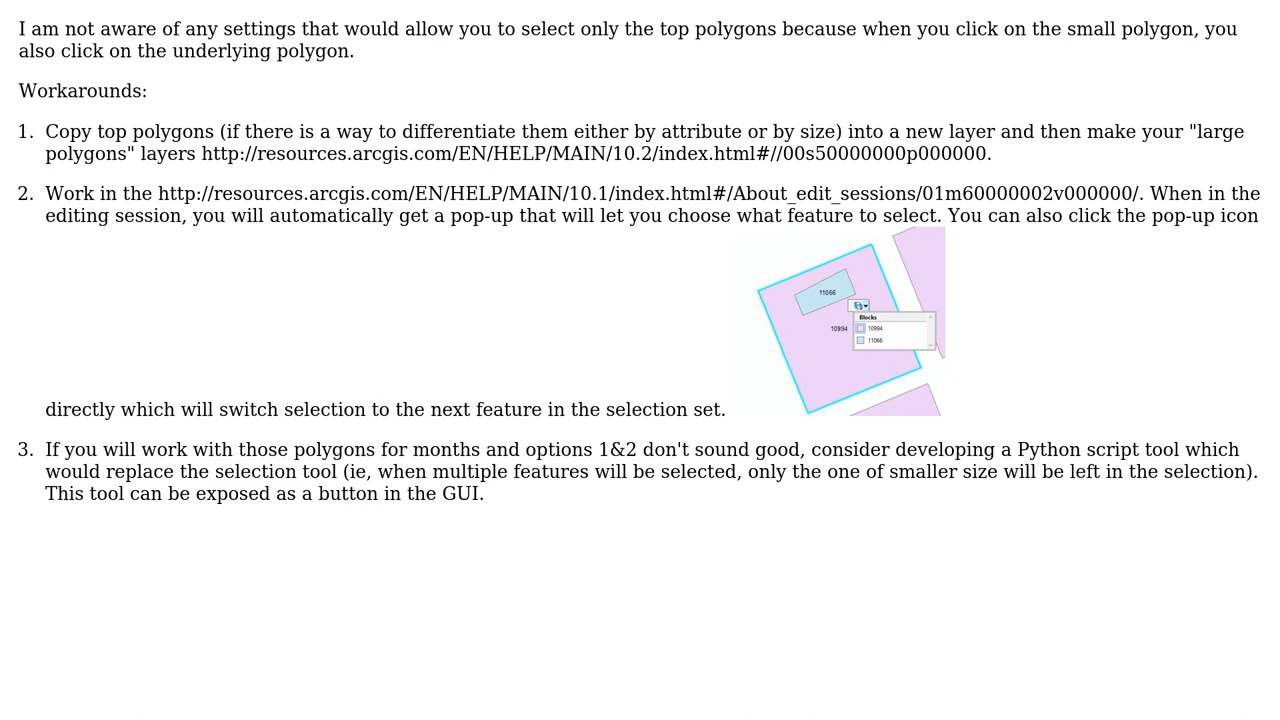 I am not aware of any settings that would allow you to select only the top polygons because when you click on the small polygon, you
also click on the underlying polygon.
Workarounds:
1. Copy top polygons (if there is a way to differentiate them either by attribute or by size) into a new layer and then make your "large
polygons" layers http://resources.arcgis.com/EN/HELP/MAIN/10.2/index.html#//00s50000000p000000.
2. Work in the http://resources.arcgis.com/EN/HELP/MAIN/10.1/index.html#/About_edit_sessions/01m60000002v000000/. When in the
editing session, you will automatically get a pop-up that will let you choose what feature to select. You can also click the pop-up icon
11066
Blocks
10994
10994
11066
directly which will switch selection to the next feature in the selection set.
3. If you will work with those polygons for months and options 1&2 don't sound good, consider developing a Python script tool which
would replace the selection tool (ie, when multiple features will be selected, only the one of smaller size will be left in the selection).
This tool can be exposed as a button in the GUI.